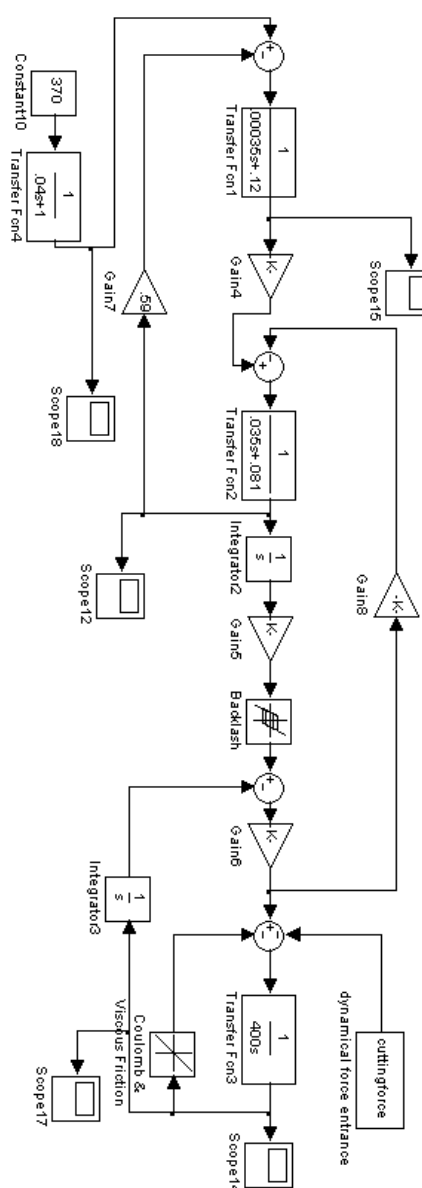 cuttingforce
dynamical force entrance
Scope15
-K-
Gain8
1
.00035s+.12
Transfer Fcn1
K-
Gain4
1
.035s+.081
Transfer Fcn2
1
s
Integrator2
K-
Gain5
Backlash
K-
Gain6
1
400s
Transfer Fcn3
Scope14
.59
Gain7
Scope12
1
s
Integrator3
Coulomb &
Viscous Friction
Scope17
370
Constant10
1
.04s+1
Transfer Fcn4
Scope18